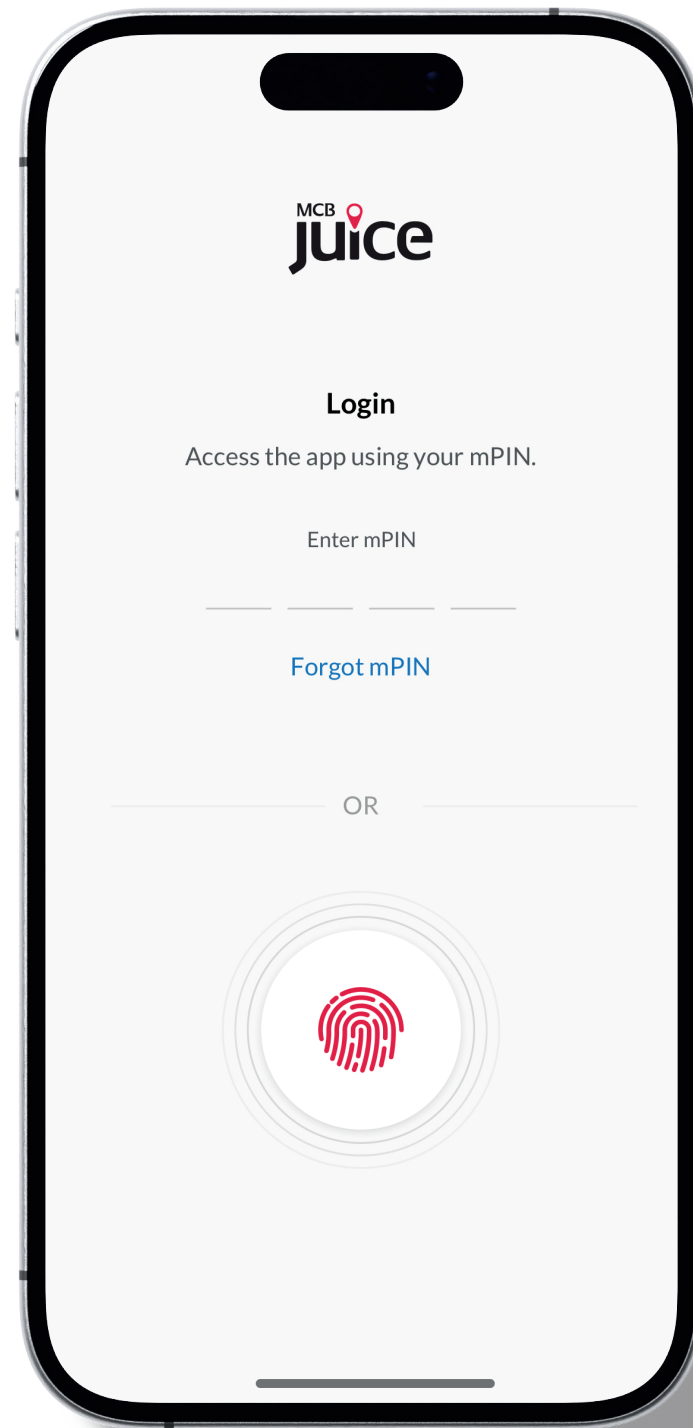 MCB
juice
Login
Access the app using your mPIN.
Enter mPIN
Forgot mPIN
OR